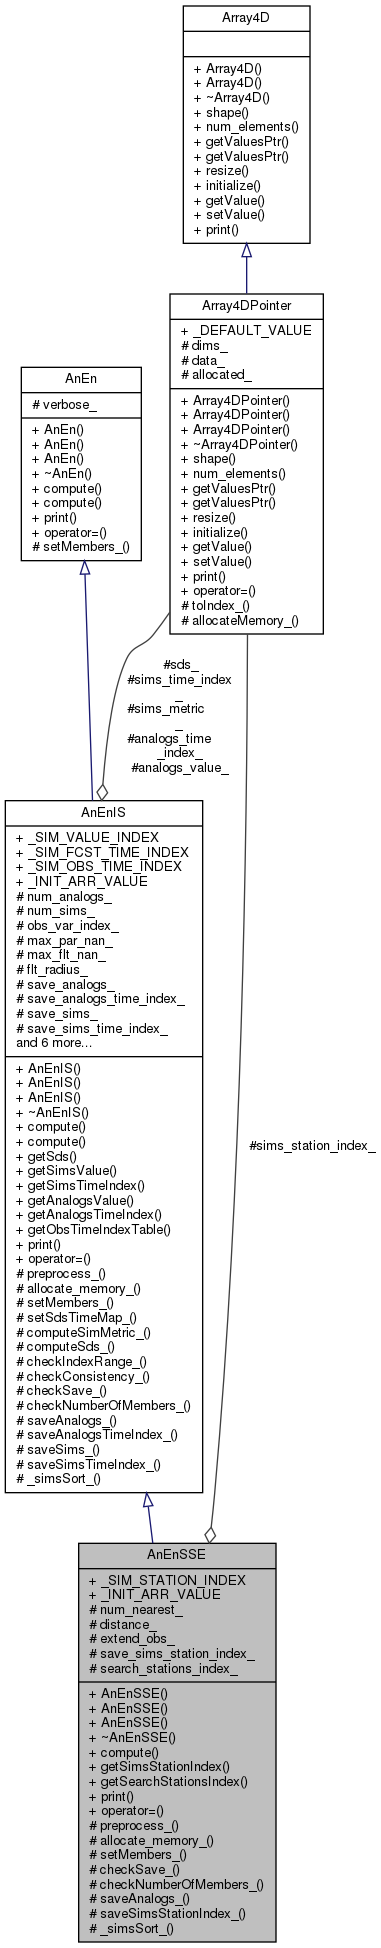 Array4D
+ Array4D()
+ Array4D()
+ ~Array4D()
+ shape()
+ num_elements()
+ getValuesPtr()
+ getValuesPtr()
+ resize()
+ initialize()
+ getValue()
+ setValue()
+ print()
Array4DPointer
+ _DEFAULT_VALUE
# dims_
# data_
# allocated_
+ Array4DPointer()
+ Array4DPointer()
+ Array4DPointer()
+ ~Array4DPointer()
+ shape()
+ num_elements()
+ getValuesPtr()
+ getValuesPtr()
+ resize()
+ initialize()
+ getValue()
+ setValue()
+ print()
+ operator=()
# toIndex_()
# allocateMemory_()
AnEn
# verbose_
+ AnEn()
+ AnEn()
+ AnEn()
+ ~AnEn()
+ compute()
+ compute()
+ print()
+ operator=()
# setMembers_()
#sds_
#sims_time_index
_
#sims_metric
_
#analogs_time
_index_
#analogs_value_
AnEnIS
+ _SIM_VALUE_INDEX
+ _SIM_FCST_TIME_INDEX
+ _SIM_OBS_TIME_INDEX
+ _INIT_ARR_VALUE
# num_analogs_
# num_sims_
# obs_var_index_
# max_par_nan_
# max_flt_nan_
# flt_radius_
# save_analogs_
# save_analogs_time_index_
# save_sims_
# save_sims_time_index_
and 6 more...
+ AnEnIS()
+ AnEnIS()
+ AnEnIS()
+ ~AnEnIS()
+ compute()
+ compute()
+ getSds()
+ getSimsValue()
+ getSimsTimeIndex()
+ getAnalogsValue()
+ getAnalogsTimeIndex()
+ getObsTimeIndexTable()
+ print()
+ operator=()
# preprocess_()
# allocate_memory_()
# setMembers_()
# setSdsTimeMap_()
# computeSimMetric_()
# computeSds_()
# checkIndexRange_()
# checkConsistency_()
# checkSave_()
# checkNumberOfMembers_()
# saveAnalogs_()
# saveAnalogsTimeIndex_()
# saveSims_()
# saveSimsTimeIndex_()
# _simsSort_()
#sims_station_index_
AnEnSSE
+ _SIM_STATION_INDEX
+ _INIT_ARR_VALUE
# num_nearest_
# distance_
# extend_obs_
# save_sims_station_index_
# search_stations_index_
+ AnEnSSE()
+ AnEnSSE()
+ AnEnSSE()
+ ~AnEnSSE()
+ compute()
+ getSimsStationIndex()
+ getSearchStationsIndex()
+ print()
+ operator=()
# preprocess_()
# allocate_memory_()
# setMembers_()
# checkSave_()
# checkNumberOfMembers_()
# saveAnalogs_()
# saveSimsStationIndex_()
# _simsSort_()